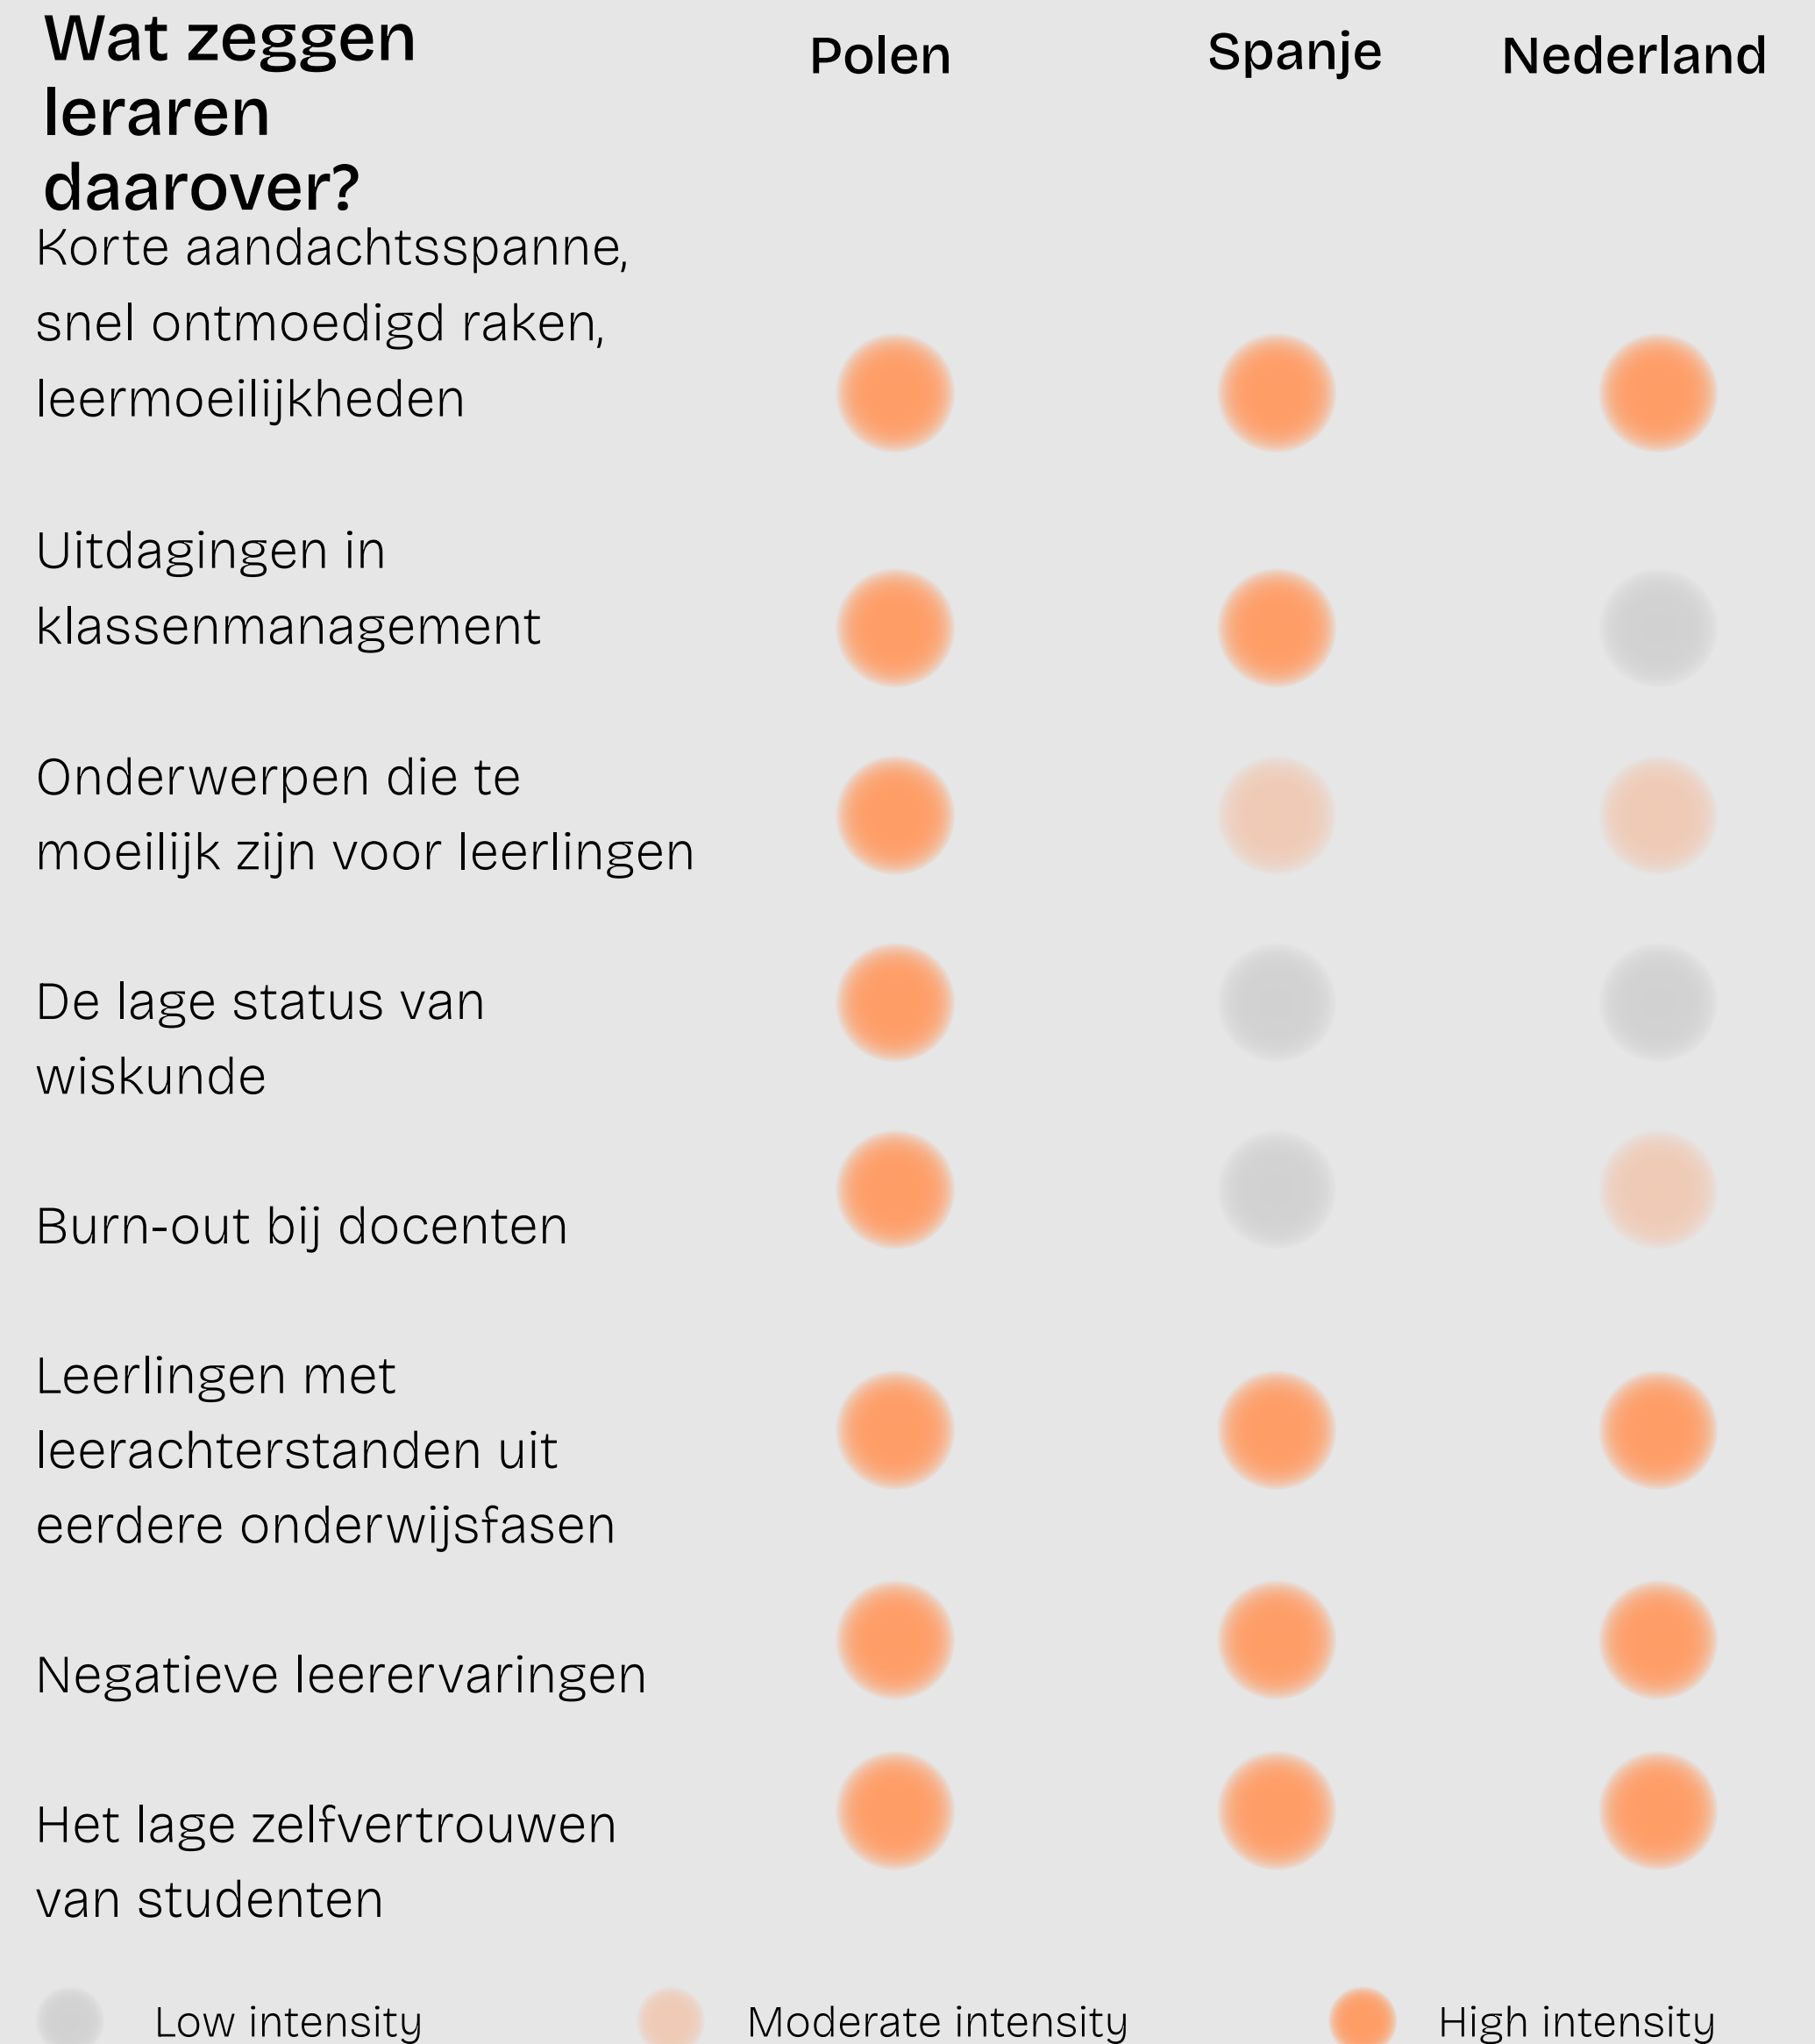 Wat zeggen
leraren
daarover?
Polen
Spanje
Nederland
Korte aandachtsspanne,
snel ontmoedigd raken,
leermoeilijkheden
Uitdagingen in
klassenmanagement
Onderwerpen die te
moeilijk zijn voor leerlingen
De lage status van
wiskunde
Burn-out bij docenten
Leerlingen met
leerachterstanden uit
eerdere onderwijsfasen
Negatieve leerervaringen
Het lage zelfvertrouwen
van studenten
Low intensity
Moderate intensity
High intensity